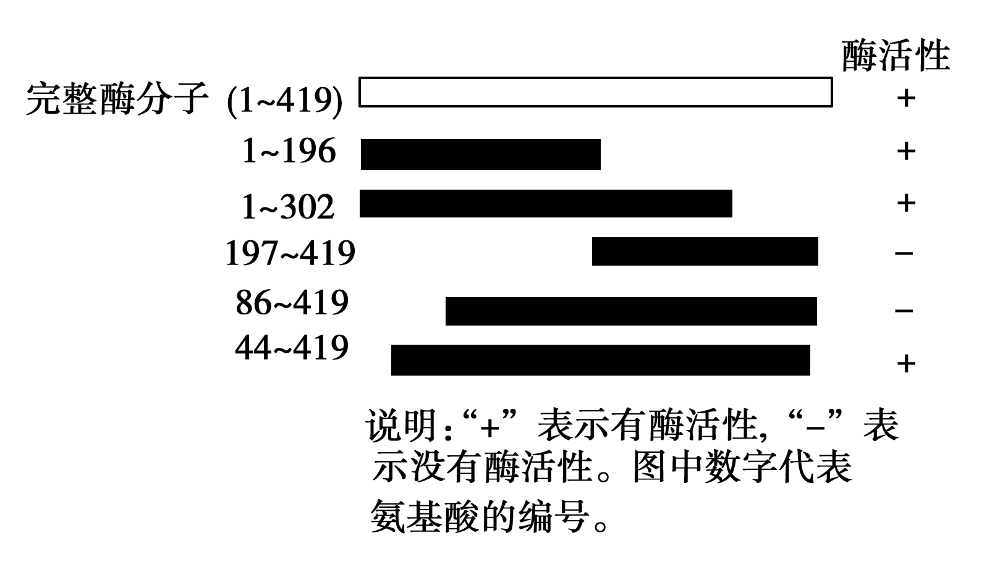 酶活性
完整酶分子 (1~419) +
1~196 +
1~302 +
197~419 −
86~419 −
44~419 +
说明：“+”表示有酶活性，“−”表
示没有酶活性。图中数字代表
氨基酸的编号。